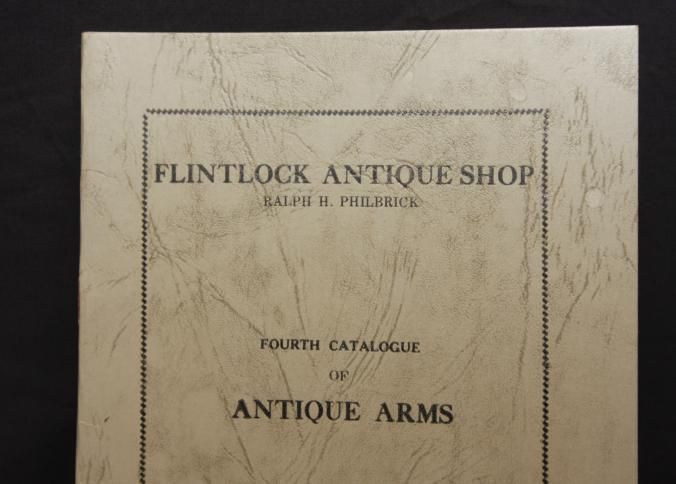 FLINTLOCK ANTIQUE SHOP
RALPH H. PHILBRICK
FOURTH CATALOGUE
OF
ANTIQUE ARMS